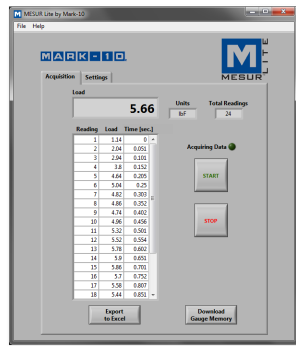 MESUR Lite by Mark-10
File Help
MARK-10
MESUR
LITE
Acquisition Settings
Load
5.66
Units
lbF
Total Readings
24
Reading Load Time [sec.]
1 1.14 0
2 2.04 0.051
3 2.94 0.101
4 3.8 0.152
5 4.64 0.205
6 5.04 0.25
7 4.82 0.303
8 4.86 0.352
9 4.74 0.402
10 4.96 0.456
11 5.32 0.501
12 5.52 0.554
13 5.78 0.602
14 5.9 0.651
15 5.86 0.701
16 5.7 0.752
17 5.58 0.807
18 5.44 0.851
Acquiring Data
START
STOP
Export
to Excel
Download
Gauge Memory